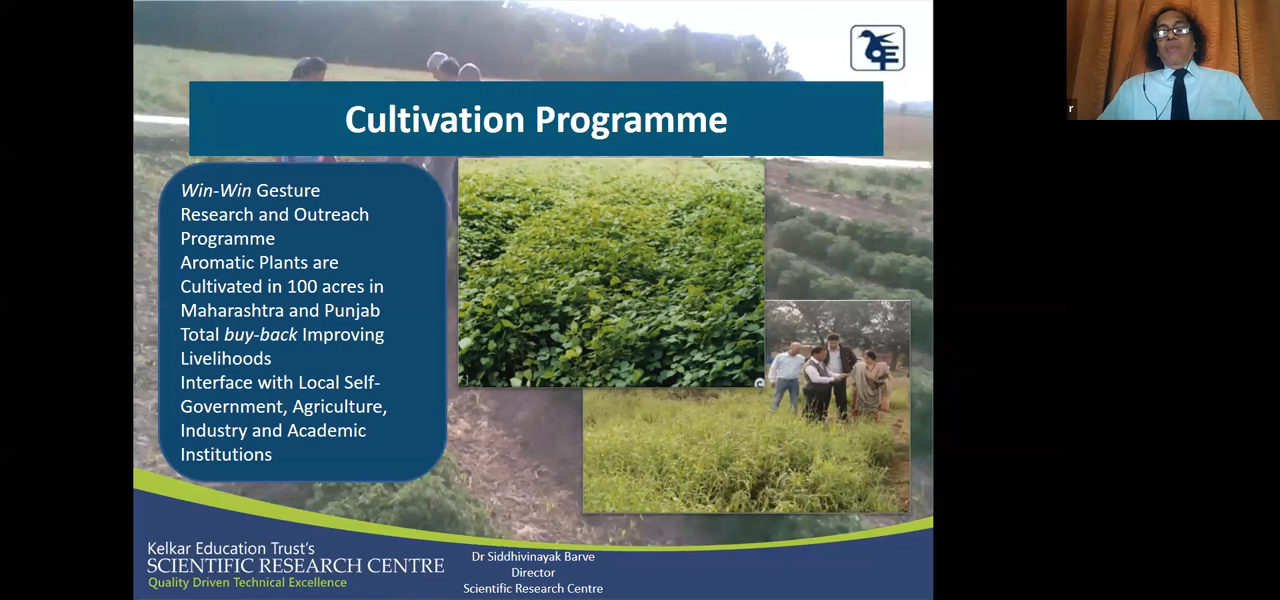 Cultivation Programme
Win-Win Gesture
Research and Outreach
Programme
Aromatic Plants are
Cultivated in 100 acres in
Maharashtra and Punjab
Total buy-back Improving
Livelihoods
Interface with Local Self-
Government, Agriculture,
Industry and Academic
Institutions
Kelkar Education Trust's
SCIENTIFIC RESEARCH CENTRE
Quality Driven Technical Excellence
Dr Siddhivinayak Barve
Director
Scientific Research Centre
r